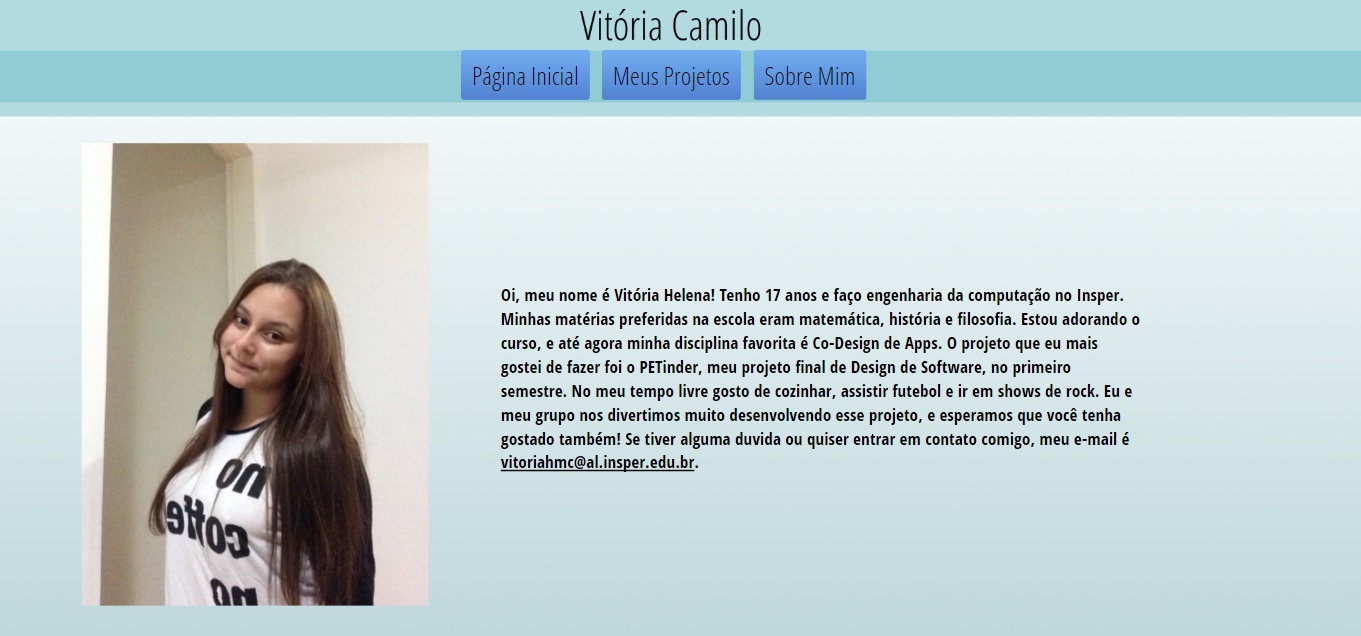 Vitória Camilo
Página Inicial Meus Projetos Sobre Mim
Oi, meu nome é Vitória Helena! Tenho 17 anos e faço engenharia da computação no Insper.
Minhas matérias preferidas na escola eram matemática, história e filosofia. Estou adorando o
curso, e até agora minha disciplina favorita é Co-Design de Apps. O projeto que eu mais
gostei de fazer foi o PETinder, meu projeto final de Design de Software, no primeiro
semestre. No meu tempo livre gosto de cozinhar, assistir futebol e ir em shows de rock. Eu e
meu grupo nos divertimos muito desenvolvendo esse projeto, e esperamos que você tenha
gostado também! Se tiver alguma duvida ou quiser entrar em contato comigo, meu e-mail é
vitoriahmc@al.insper.edu.br.
no
coffee
no